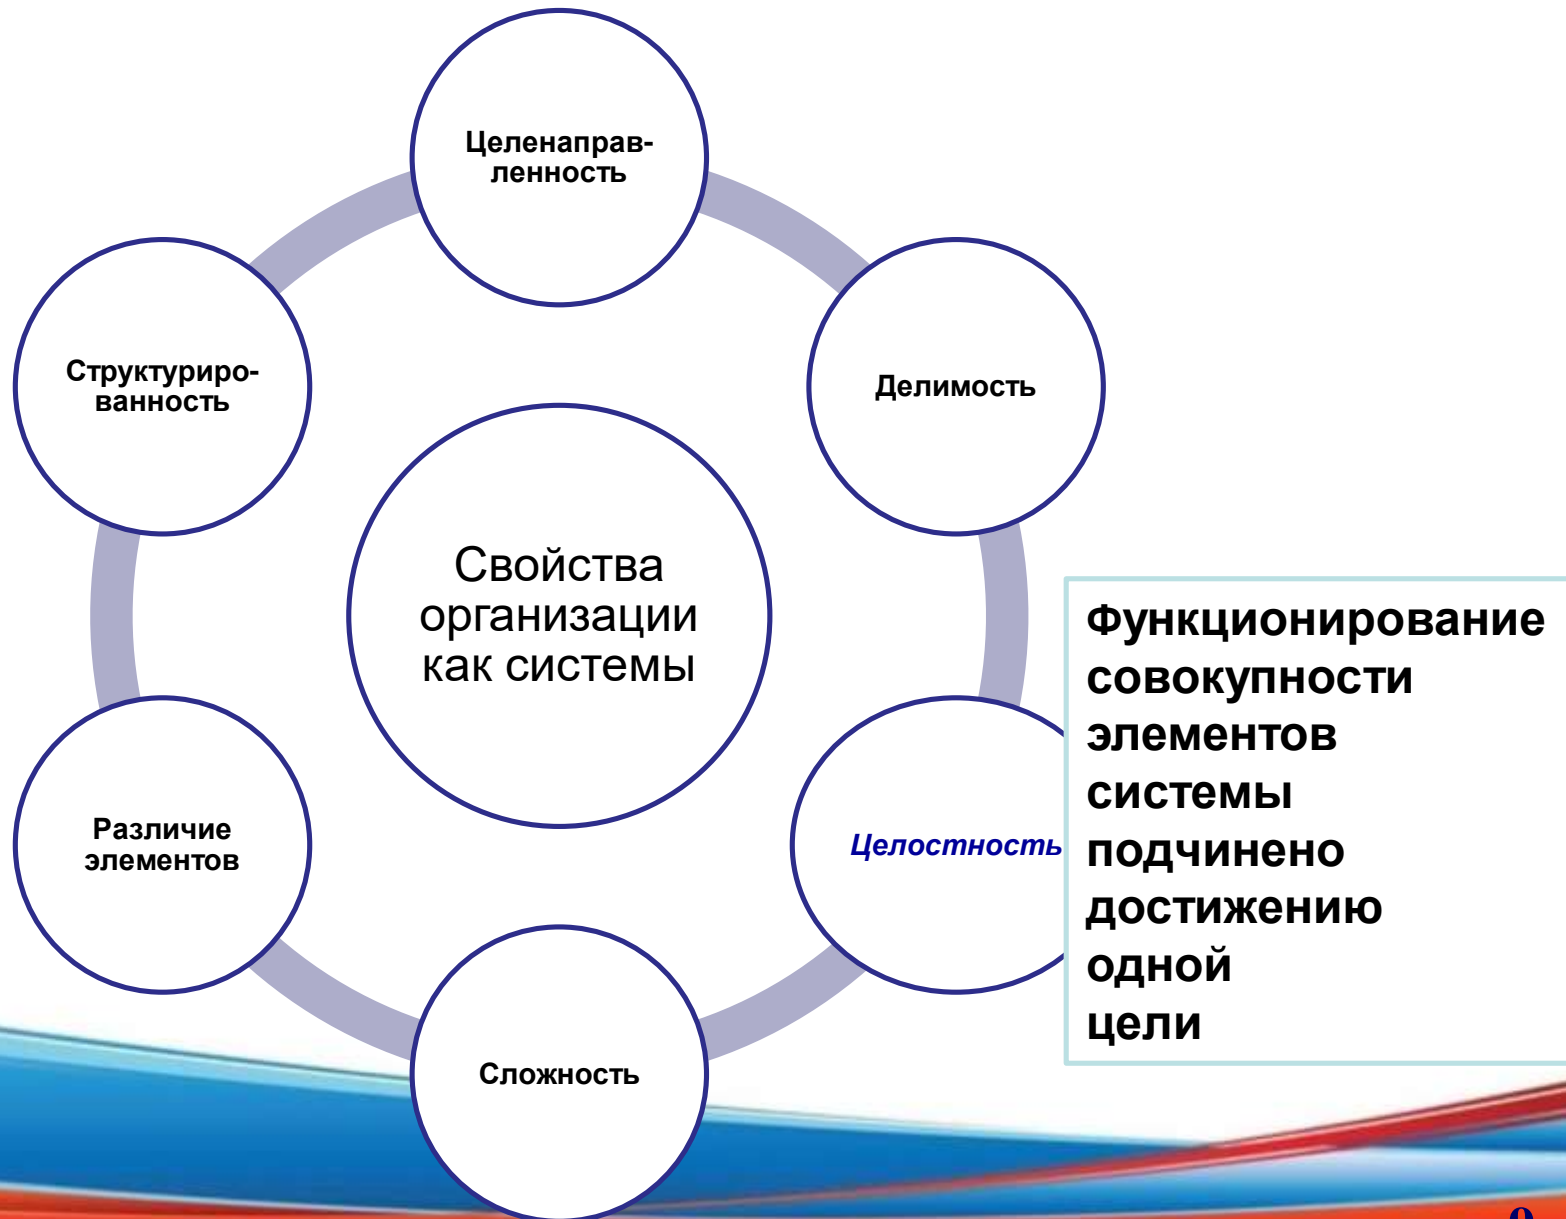 Целенаправ-
ленность
Структуриро-
ванность
Делимость
Свойства
организации
как системы
Функционирование
совокупности
элементов
системы
подчинено
достижению
одной
цели
Различие
элементов
Целостность
Сложность